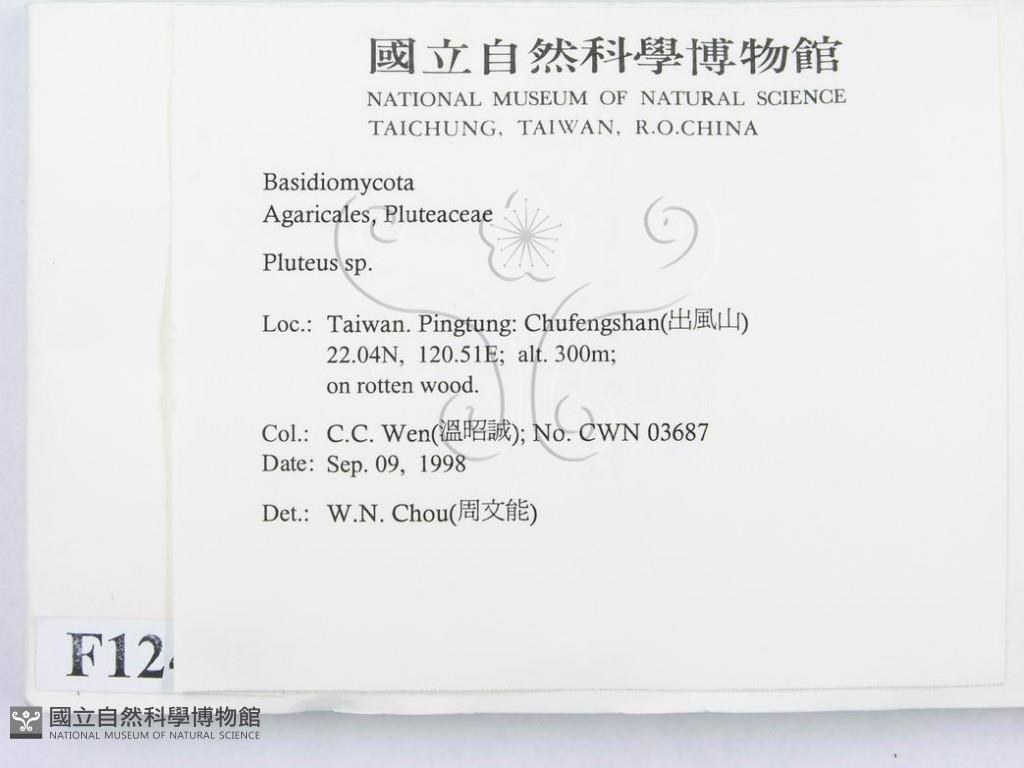 國立自然科學博物館
NATIONAL MUSEUM OF NATURAL SCIENCE
TAICHUNG, TAIWAN, R.O.CHINA
Basidiomycota
Agaricales, Pluteaceae
Pluteus sp.
Loc.: Taiwan. Pingtung: Chufengshan(出風山)
22.04N, 120.51E; alt. 300m;
on rotten wood.
Col.: C.C. Wen(溫昭誠); No. CWN 03687
Date: Sep. 09, 1998
Det.: W.N. Chou(周文能)
國立自然科學博物館
NATIONAL MUSEUM OF NATURAL SCIENCE